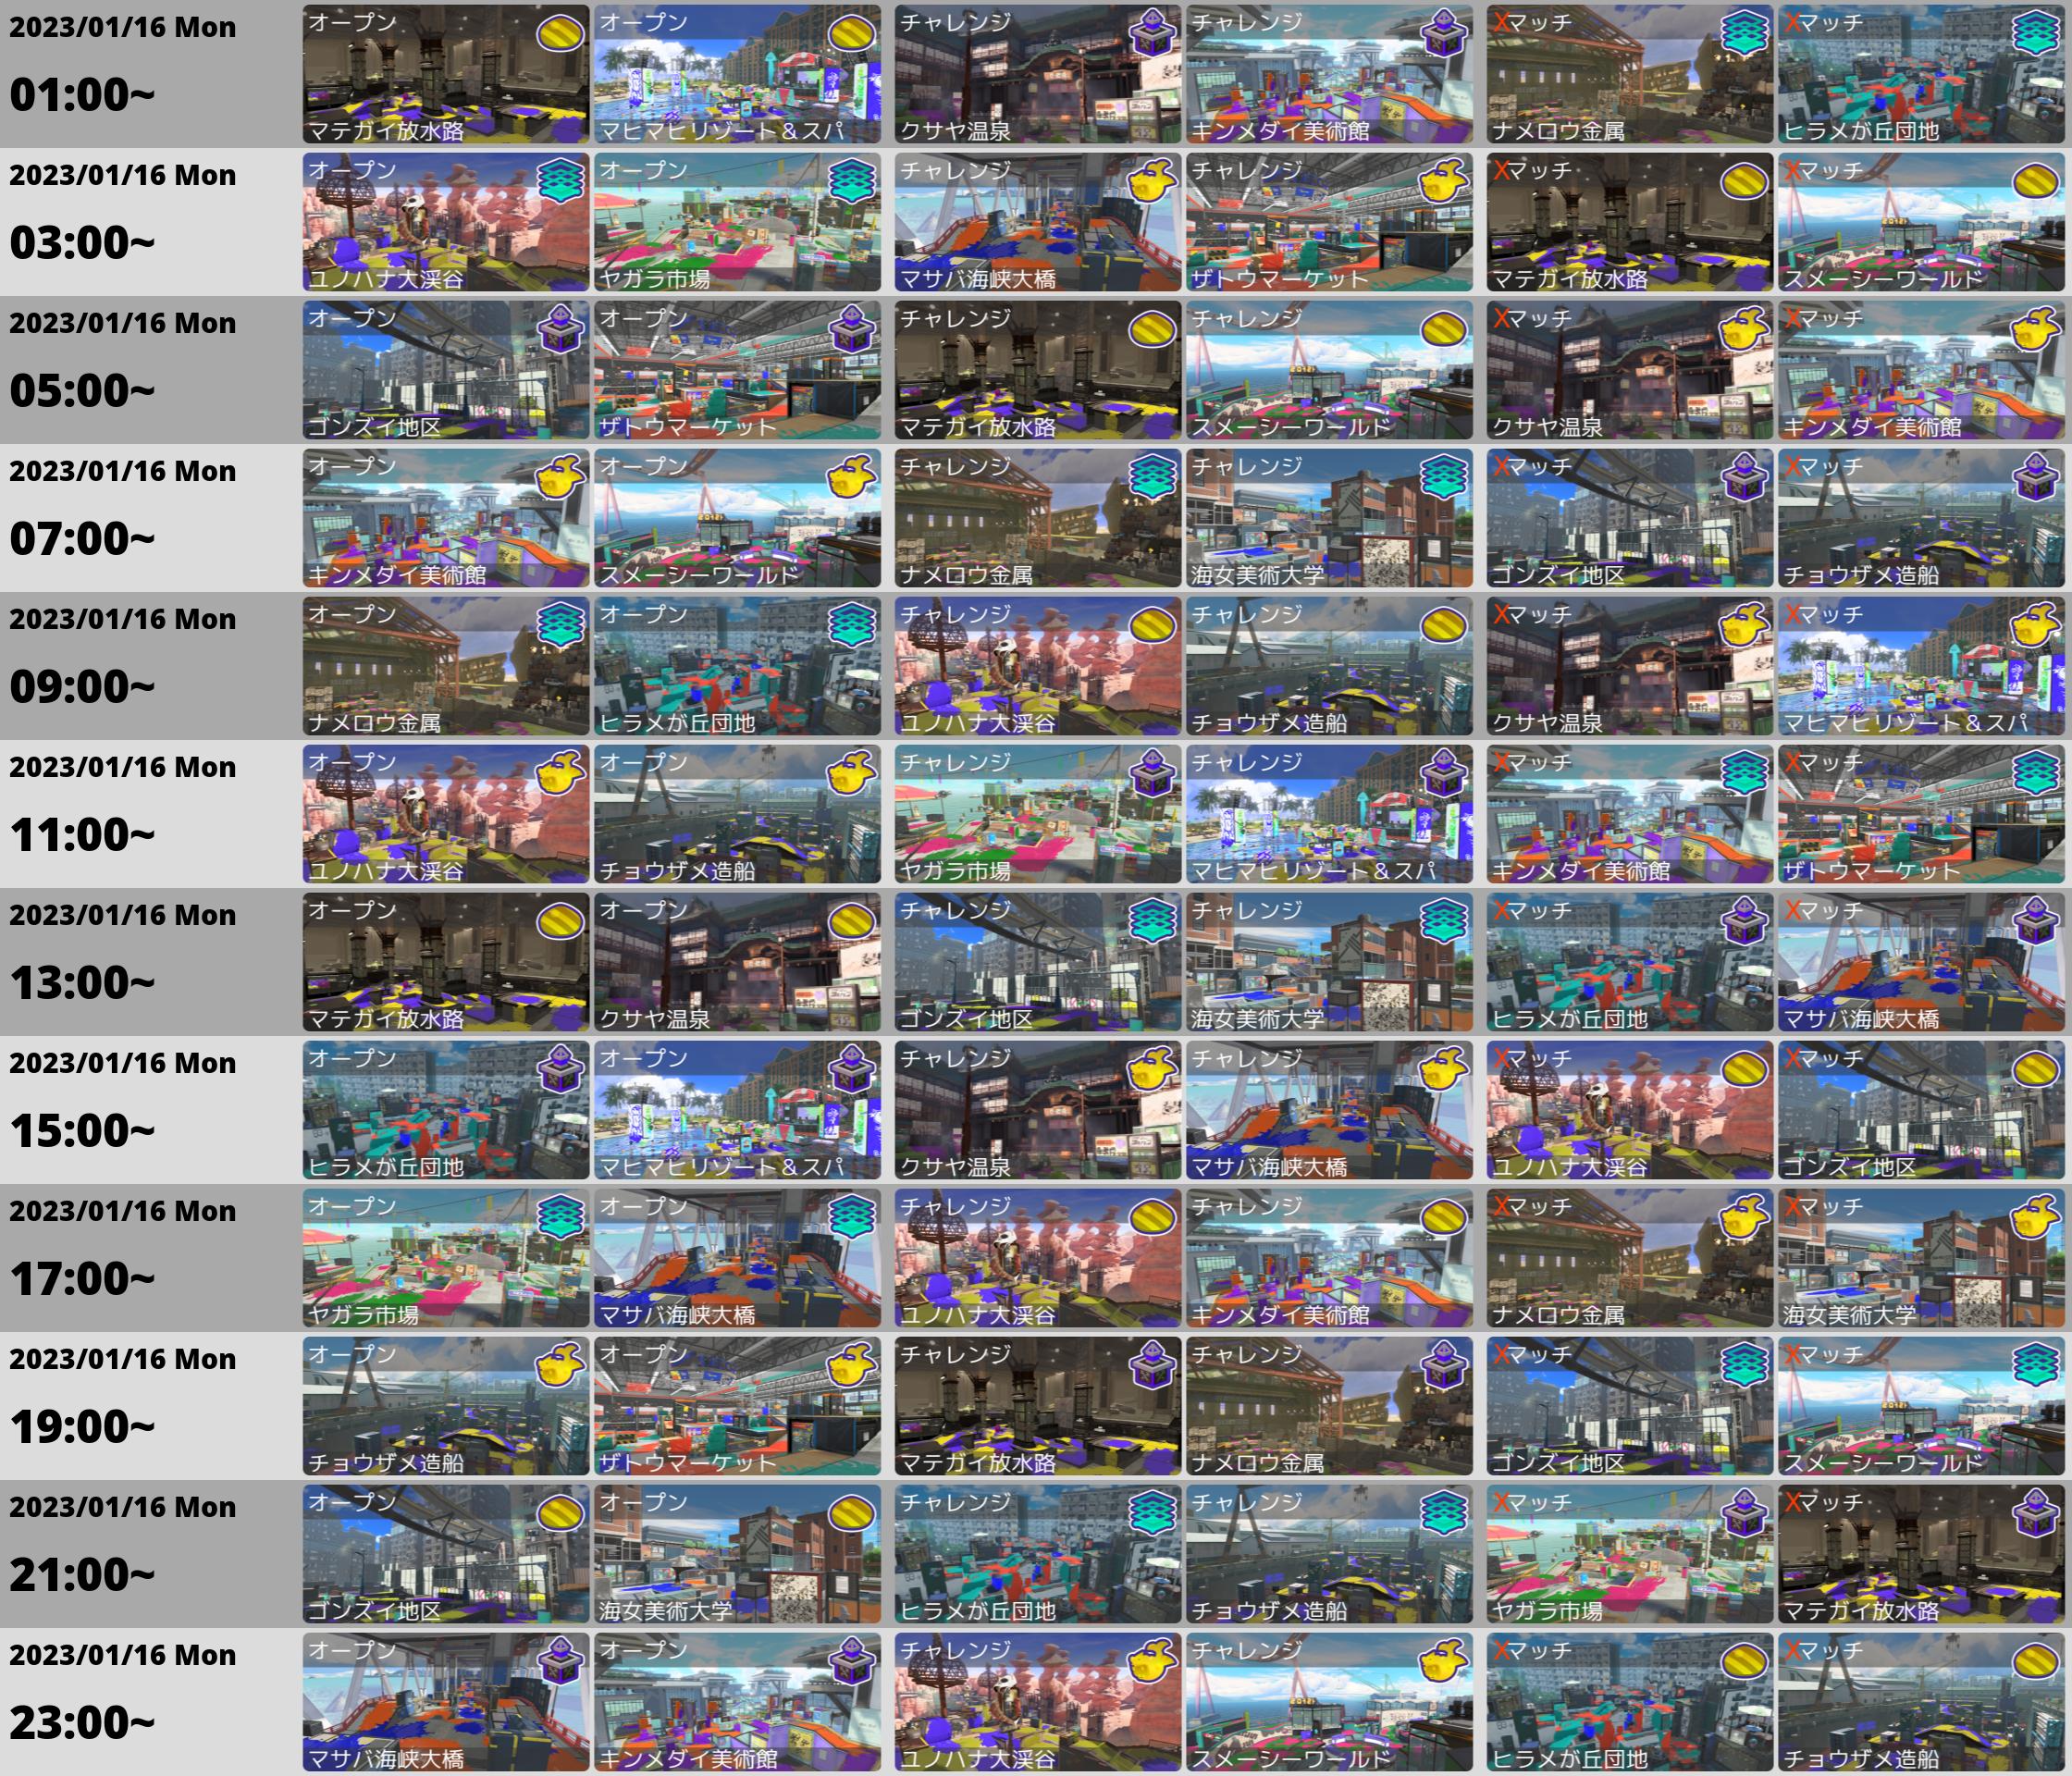 2023/01/16 Mon
01:00~
オープン オープン チャレンジ チャレンジ Xマッチ Xマッチ
マテガイ放水路 マヒマヒリゾート＆スパ クサヤ温泉 キンメダイ美術館 ナメロウ金属 ヒラメが丘団地
2023/01/16 Mon
03:00~
オープン オープン チャレンジ チャレンジ Xマッチ Xマッチ
ユノハナ大渓谷 ヤガラ市場 マサバ海峡大橋 ザトウマーケット マテガイ放水路 スメーシーワールド
2023/01/16 Mon
05:00~
オープン オープン チャレンジ チャレンジ Xマッチ Xマッチ
ゴンズイ地区 ザトウマーケット マテガイ放水路 スメーシーワールド クサヤ温泉 キンメダイ美術館
2023/01/16 Mon
07:00~
オープン オープン チャレンジ チャレンジ Xマッチ Xマッチ
キンメダイ美術館 スメーシーワールド ナメロウ金属 海女美術大学 ゴンズイ地区 チョウザメ造船
2023/01/16 Mon
09:00~
オープン オープン チャレンジ チャレンジ Xマッチ Xマッチ
ナメロウ金属 ヒラメが丘団地 ユノハナ大渓谷 チョウザメ造船 クサヤ温泉 マヒマヒリゾート＆スパ
2023/01/16 Mon
11:00~
オープン オープン チャレンジ チャレンジ Xマッチ Xマッチ
ユノハナ大渓谷 チョウザメ造船 ヤガラ市場 マヒマヒリゾート＆スパ キンメダイ美術館 ザトウマーケット
2023/01/16 Mon
13:00~
オープン オープン チャレンジ チャレンジ Xマッチ Xマッチ
マテガイ放水路 クサヤ温泉 ゴンズイ地区 海女美術大学 ヒラメが丘団地 マサバ海峡大橋
2023/01/16 Mon
15:00~
オープン オープン チャレンジ チャレンジ Xマッチ Xマッチ
ヒラメが丘団地 マヒマヒリゾート＆スパ クサヤ温泉 マサバ海峡大橋 ユノハナ大渓谷 ゴンズイ地区
2023/01/16 Mon
17:00~
オープン オープン チャレンジ チャレンジ Xマッチ Xマッチ
ヤガラ市場 マサバ海峡大橋 ユノハナ大渓谷 キンメダイ美術館 ナメロウ金属 海女美術大学
2023/01/16 Mon
19:00~
オープン オープン チャレンジ チャレンジ Xマッチ Xマッチ
チョウザメ造船 ザトウマーケット マテガイ放水路 ナメロウ金属 ゴンズイ地区 スメーシーワールド
2023/01/16 Mon
21:00~
オープン オープン チャレンジ チャレンジ Xマッチ Xマッチ
ゴンズイ地区 海女美術大学 ヒラメが丘団地 チョウザメ造船 ヤガラ市場 マテガイ放水路
2023/01/16 Mon
23:00~
オープン オープン チャレンジ チャレンジ Xマッチ Xマッチ
マサバ海峡大橋 キンメダイ美術館 ユノハナ大渓谷 スメーシーワールド ヒラメが丘団地 チョウザメ造船